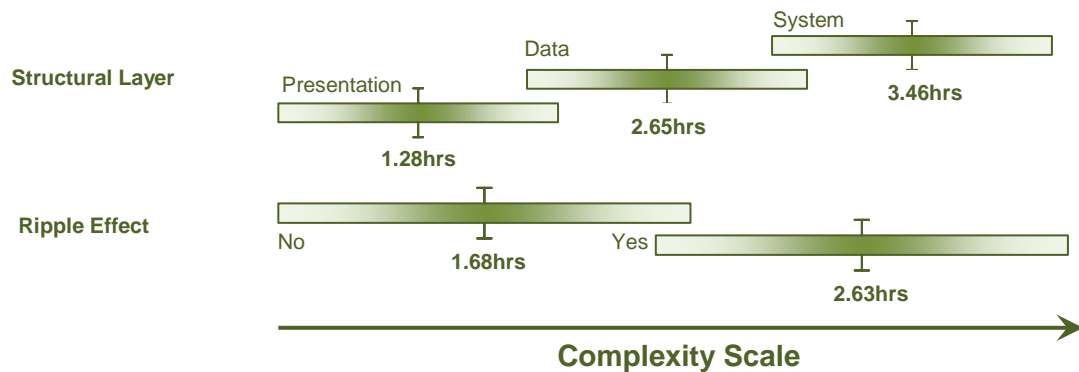 System
Data
Structural Layer
Presentation
3.46hrs
2.65hrs
1.28hrs
Ripple Effect
No
Yes
1.68hrs
2.63hrs
Complexity Scale